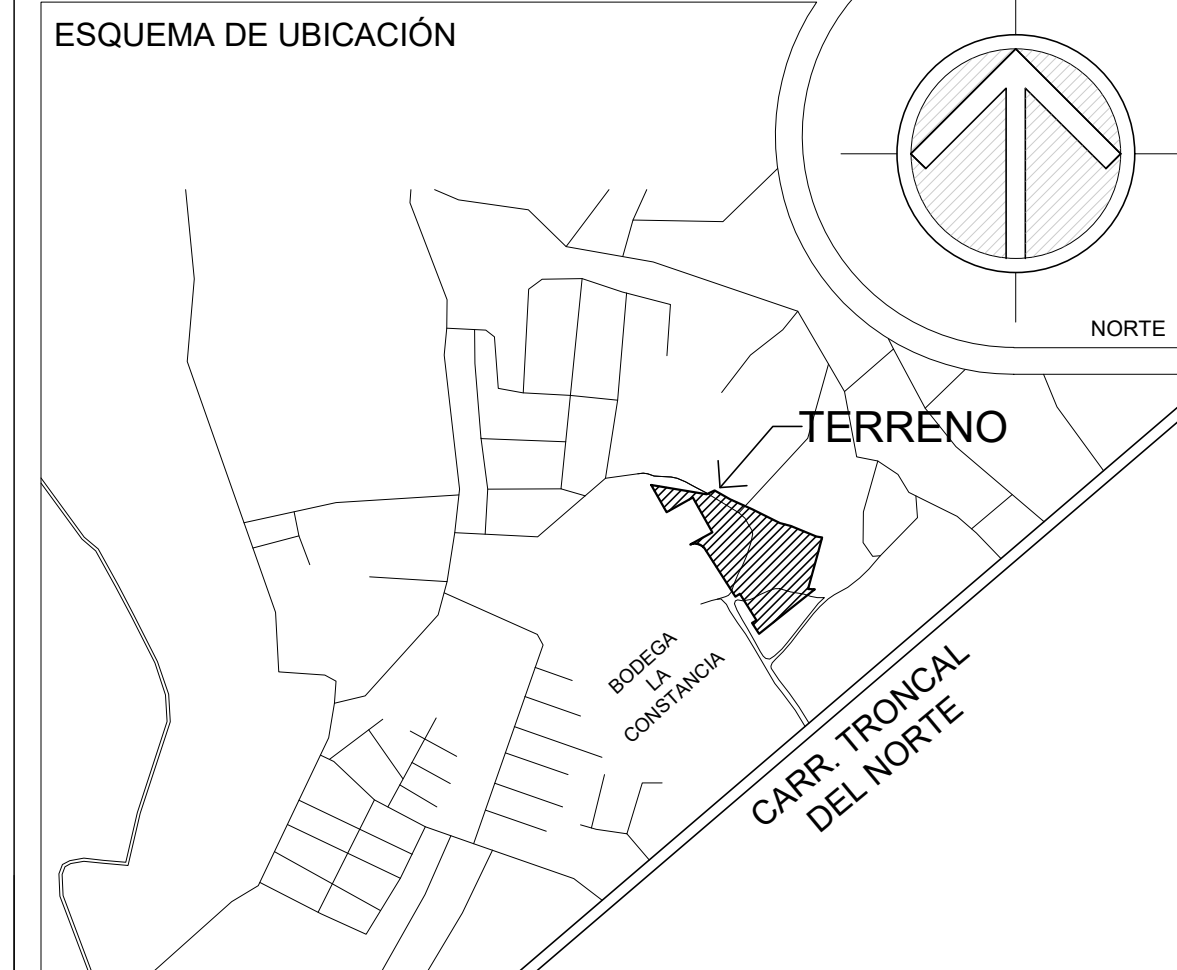 ESQUEMA DE UBICACIÓN
NORTE
TERRENO
BODEGA
LA
CONSTANCIA
CARR. TRONCAL
DEL NORTE